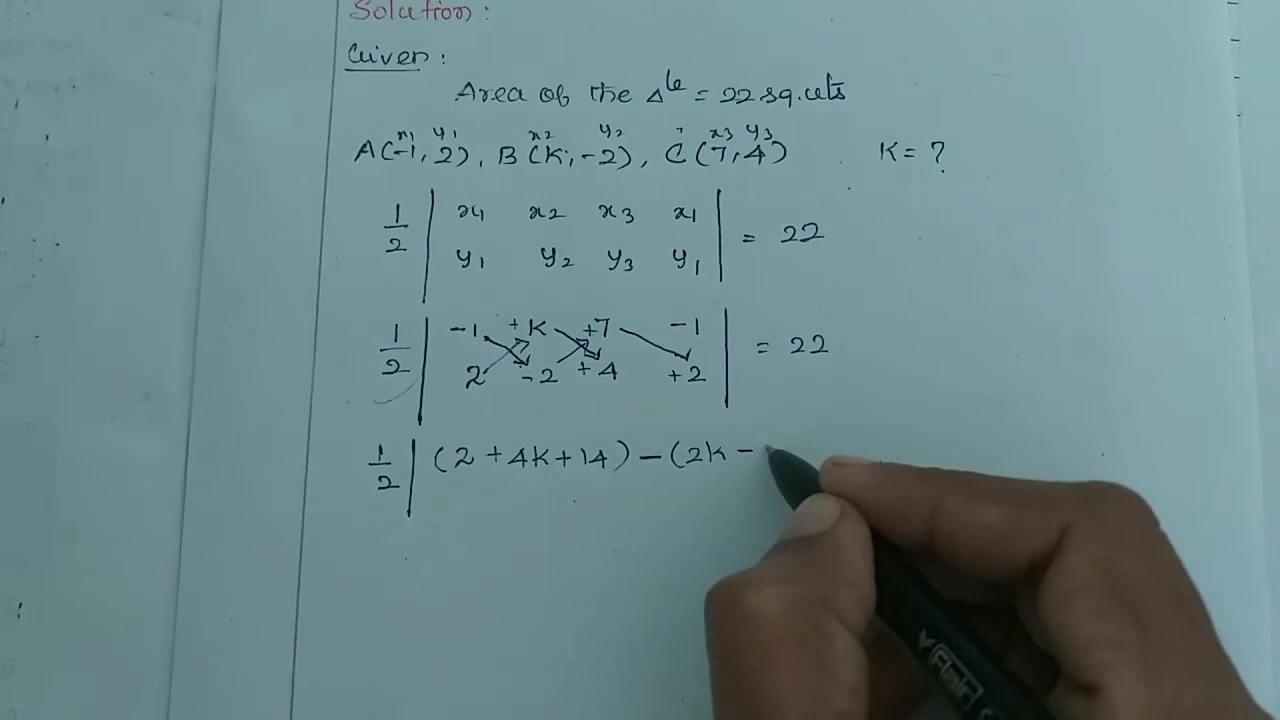 Solution:
Given:
Area of the Δle = 22 sq.uts
x1 y1 x2 y2 x3 y3
A(-1, 2), B(K, -2), C(7, 4) K = ?
1/2 | x1 x2 x3 x1 | = 22
y1 y2 y3 y1
1/2 | -1 +K +7 -1 | = 22
2 -2 +4 +2
1/2 | (2 + 4K + 14) - (2K -
Flair